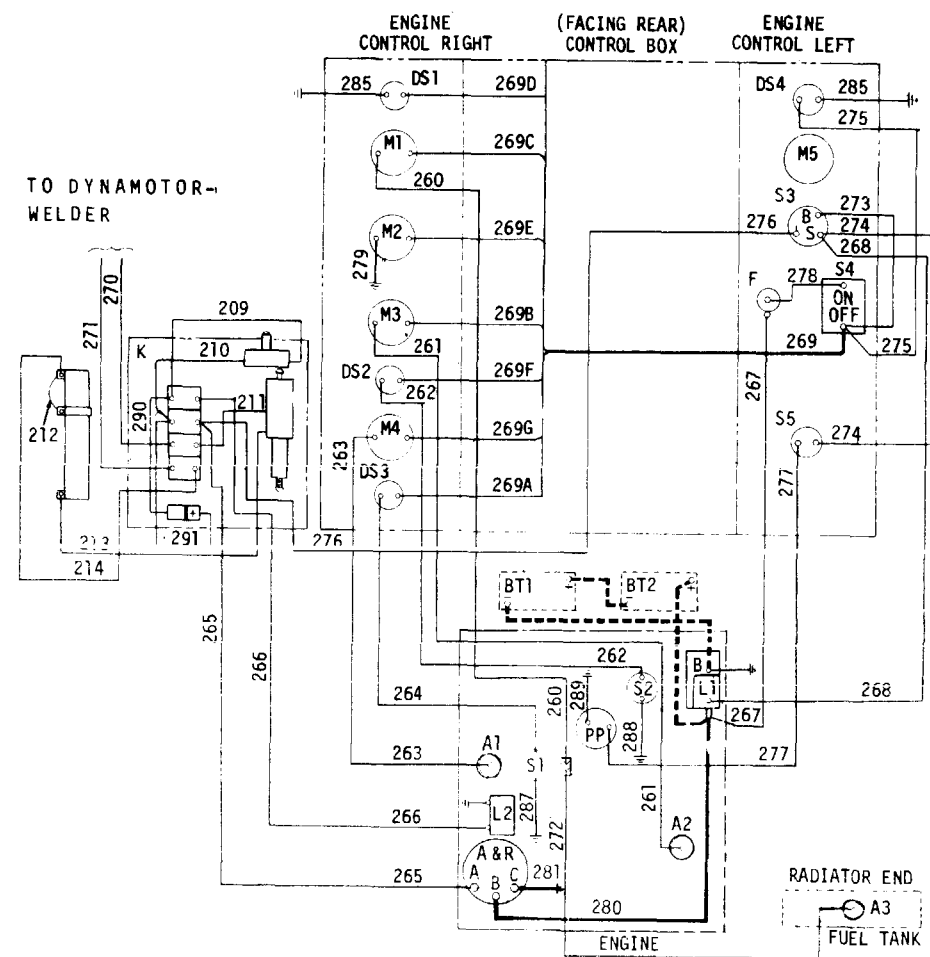 ENGINE
CONTROL RIGHT
(FACING REAR)
CONTROL BOX
ENGINE
CONTROL LEFT
285
DS1
269D
DS4
285
275
M1
269C
260
M5
TO DYNAMOTOR-
WELDER
S3
273
B
S
274
276
268
M2
269E
279
F
278
S4
ON
OFF
270
271
209
K
210
M3
269B
261
269
275
DS2
269F
262
267
290
211
212
M4
269G
263
S5
274
DS3
269A
277
291
213
214
276
BT1
BT2
265
266
262
B
264
289
260
S2
L1
268
267
PP1
288
277
A1
263
S1
287
272
261
A2
L2
266
A & R
A
B
C
265
281
280
RADIATOR END
A3
FUEL TANK
ENGINE